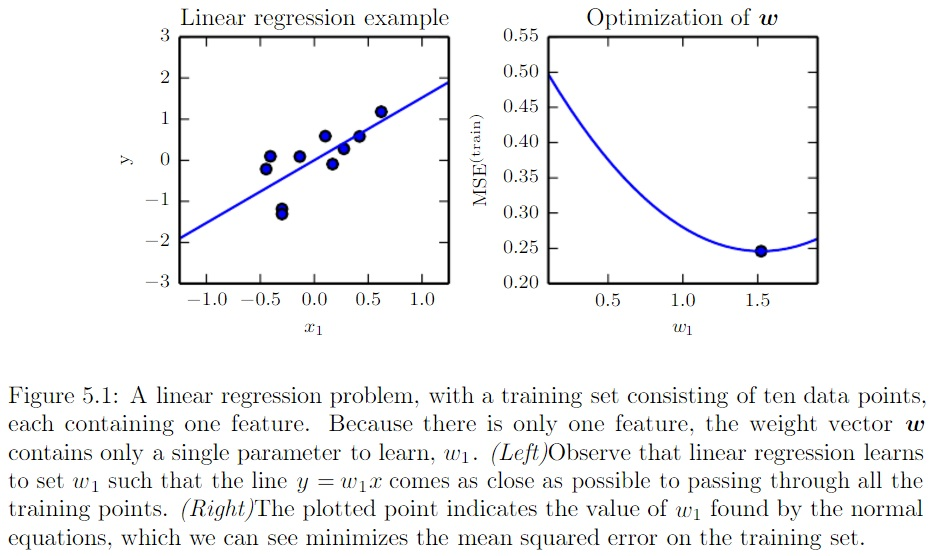 Linear regression example
3
2
1
0
−1
−2
−3
y
−1.0 −0.5 0.0 0.5 1.0
x1
Optimization of w
0.55
0.50
0.45
0.40
0.35
0.30
0.25
0.20
MSE(train)
0.5 1.0 1.5
w1
Figure 5.1: A linear regression problem, with a training set consisting of ten data points,
each containing one feature. Because there is only one feature, the weight vector w
contains only a single parameter to learn, w1. (Left)Observe that linear regression learns
to set w1 such that the line y = w1x comes as close as possible to passing through all the
training points. (Right)The plotted point indicates the value of w1 found by the normal
equations, which we can see minimizes the mean squared error on the training set.